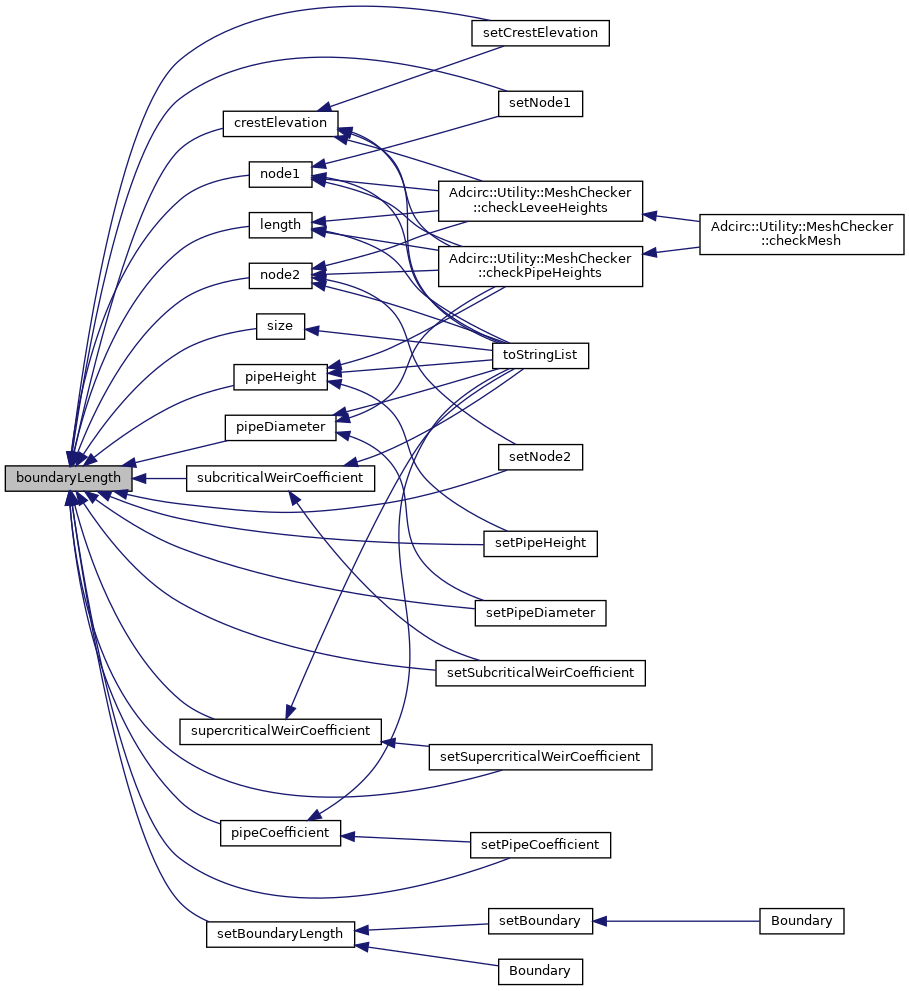 setCrestElevation
setNode1
crestElevation
node1
Adcirc::Utility::MeshChecker
::checkLeveeHeights
length
Adcirc::Utility::MeshChecker
::checkMesh
Adcirc::Utility::MeshChecker
::checkPipeHeights
node2
size
toStringList
pipeHeight
pipeDiameter
setNode2
boundaryLength
subcriticalWeirCoefficient
setPipeHeight
setPipeDiameter
setSubcriticalWeirCoefficient
supercriticalWeirCoefficient
setSupercriticalWeirCoefficient
pipeCoefficient
setPipeCoefficient
setBoundaryLength
setBoundary
Boundary
Boundary